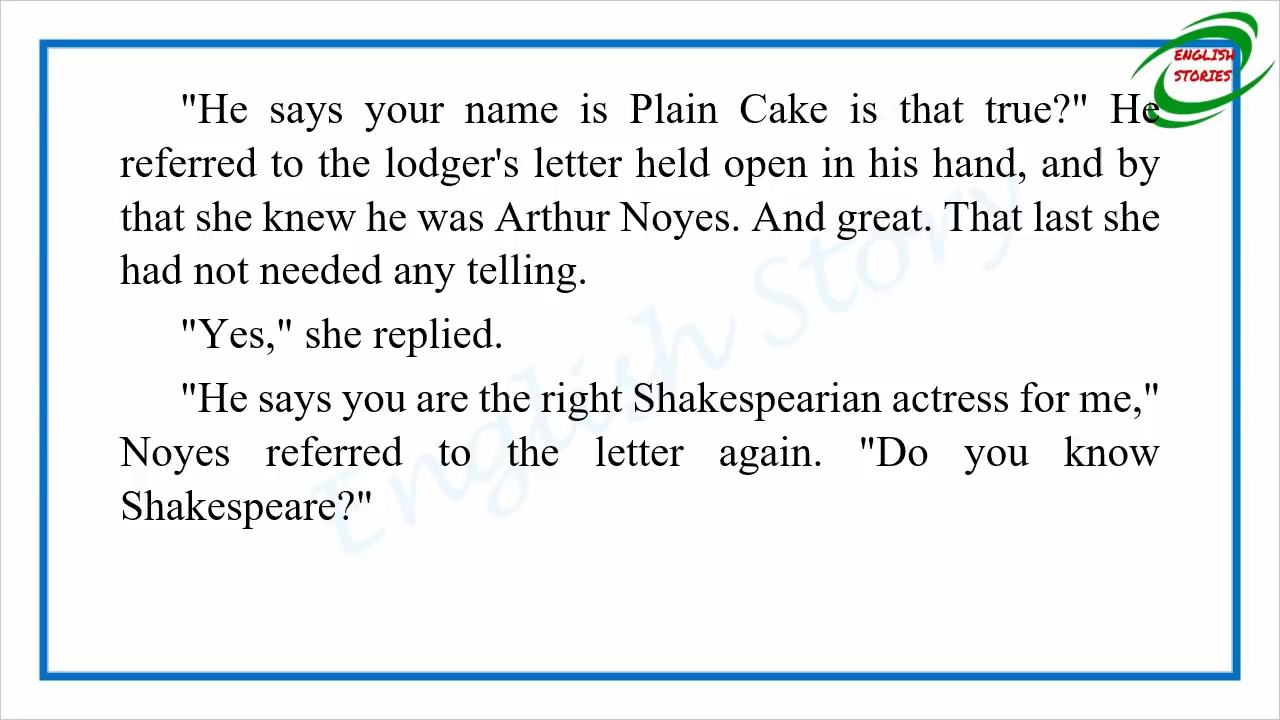 ENGLISH
STORIES
"He says your name is Plain Cake is that true?" He
referred to the lodger's letter held open in his hand, and by
that she knew he was Arthur Noyes. And great. That last she
had not needed any telling.
"Yes," she replied.
"He says you are the right Shakespearian actress for me,"
Noyes referred to the letter again. "Do you know
Shakespeare?"
English Story